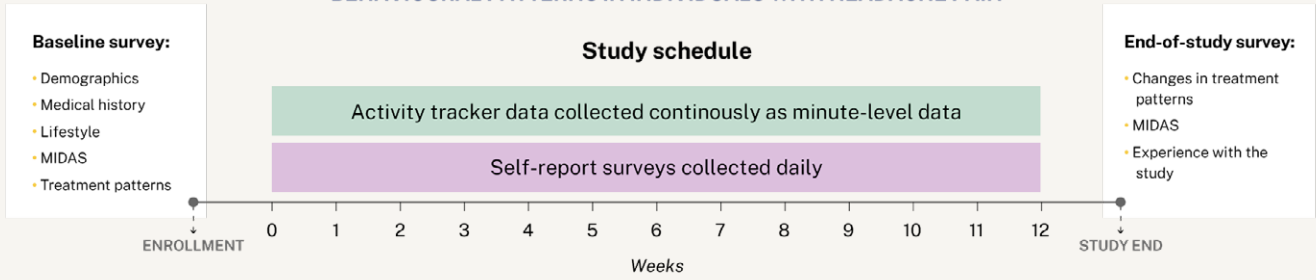 Baseline survey:
• Demographics
• Medical history
• Lifestyle
• MIDAS
• Treatment patterns
Study schedule
Activity tracker data collected continously as minute-level data
Self-report surveys collected daily
End-of-study survey:
• Changes in treatment
patterns
• MIDAS
• Experience with the
study
0 1 2 3 4 5 6 7 8 9 10 11 12
ENROLLMENT
STUDY END
Weeks